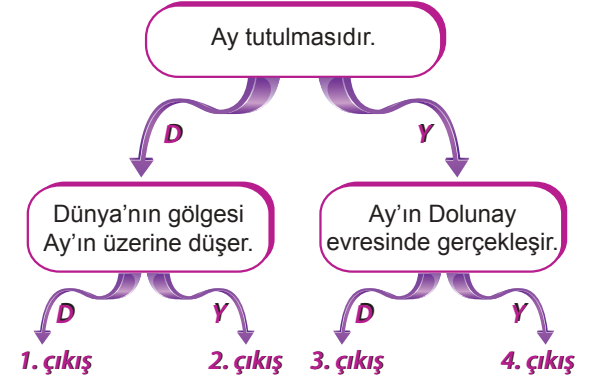 Ay tutulmasıdır.
D
Y
Dünya’nın gölgesi
Ay’ın üzerine düşer.
Ay’ın Dolunay
evresinde gerçekleşir.
D
Y
D
Y
1. çıkış
2. çıkış
3. çıkış
4. çıkış